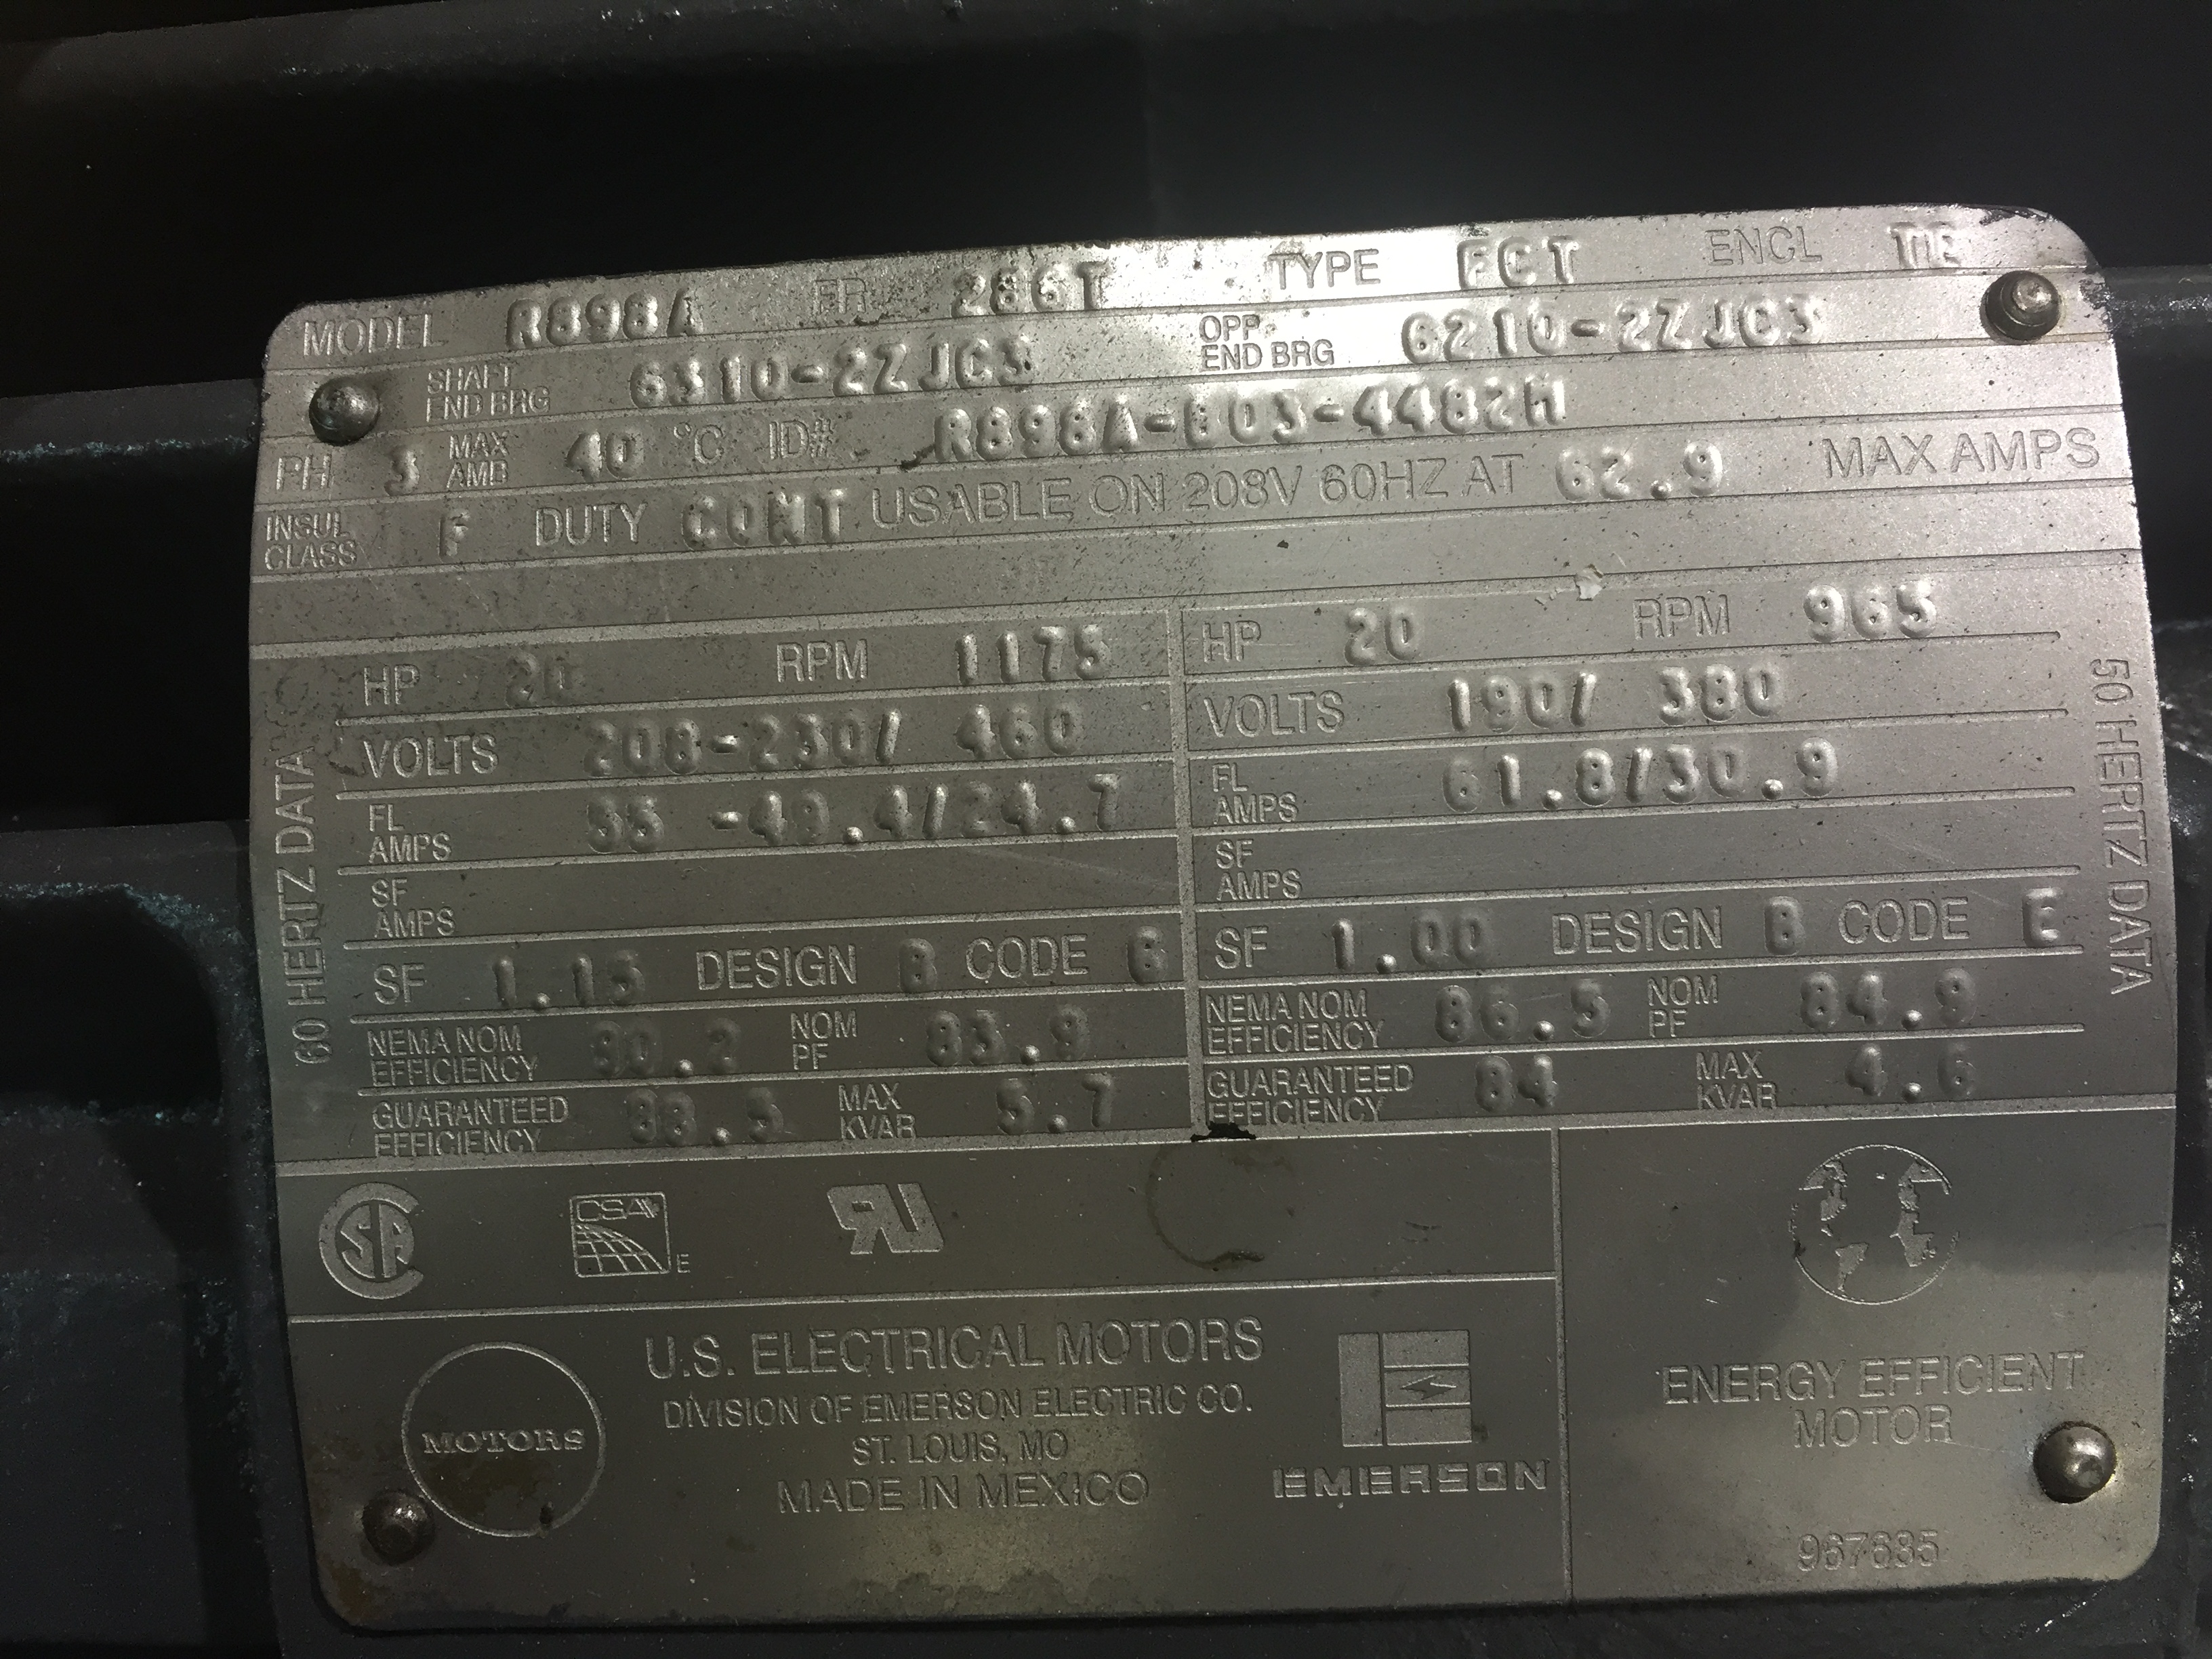 MODEL R898A FR 286T TYPE FCT ENCL TE
SHAFT END BRG 6310-2ZJC3 OPP END BRG 6210-2ZJC3
PH 3 MAX AMB 40 °C ID# R898A-B03-4482M
INSUL CLASS F DUTY CONT USABLE ON 208V 60HZ AT 62.9 MAX AMPS
60 HERTZ DATA
HP 20 RPM 1175
VOLTS 208-230/ 460
FL AMPS 55 -49.4/24.7
SF AMPS
SF 1.15 DESIGN B CODE
NEMA NOM EFFICIENCY 90.2 NOM PF 83.9
GUARANTEED EFFICIENCY 88.5 MAX KVAR 5.7
HP 20 RPM 965
VOLTS 190/ 380
FL AMPS 61.8/30.9
SF AMPS
SF 1.00 DESIGN B CODE E
NEMA NOM EFFICIENCY 86.5 NOM PF 84.9
GUARANTEED EFFICIENCY 84 MAX KVAR 4.6
50 HERTZ DATA
CSA
CSA E
RU
MOTORS
U.S. ELECTRICAL MOTORS
DIVISION OF EMERSON ELECTRIC CO.
ST. LOUIS, MO
MADE IN MEXICO
EMERSON
ENERGY EFFICIENT
MOTOR
967635